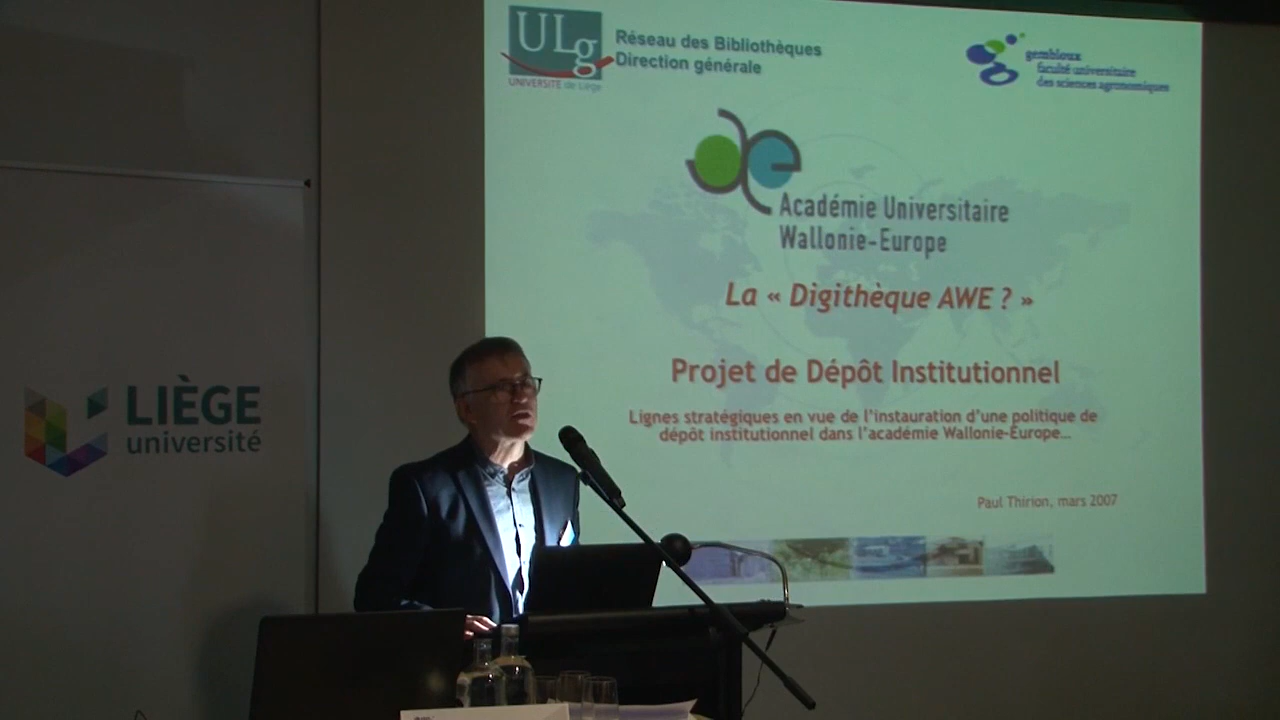 ULg
UNIVERSITÉ de Liège
Réseau des Bibliothèques
Direction générale
gembloux
faculté universitaire
des sciences agronomiques
Académie Universitaire
Wallonie-Europe
La « Digithèque AWE ? »
Projet de Dépôt Institutionnel
Lignes stratégiques en vue de l'instauration d'une politique de
dépôt institutionnel dans l'académie Wallonie-Europe...
Paul Thirion, mars 2007
LIÈGE
université